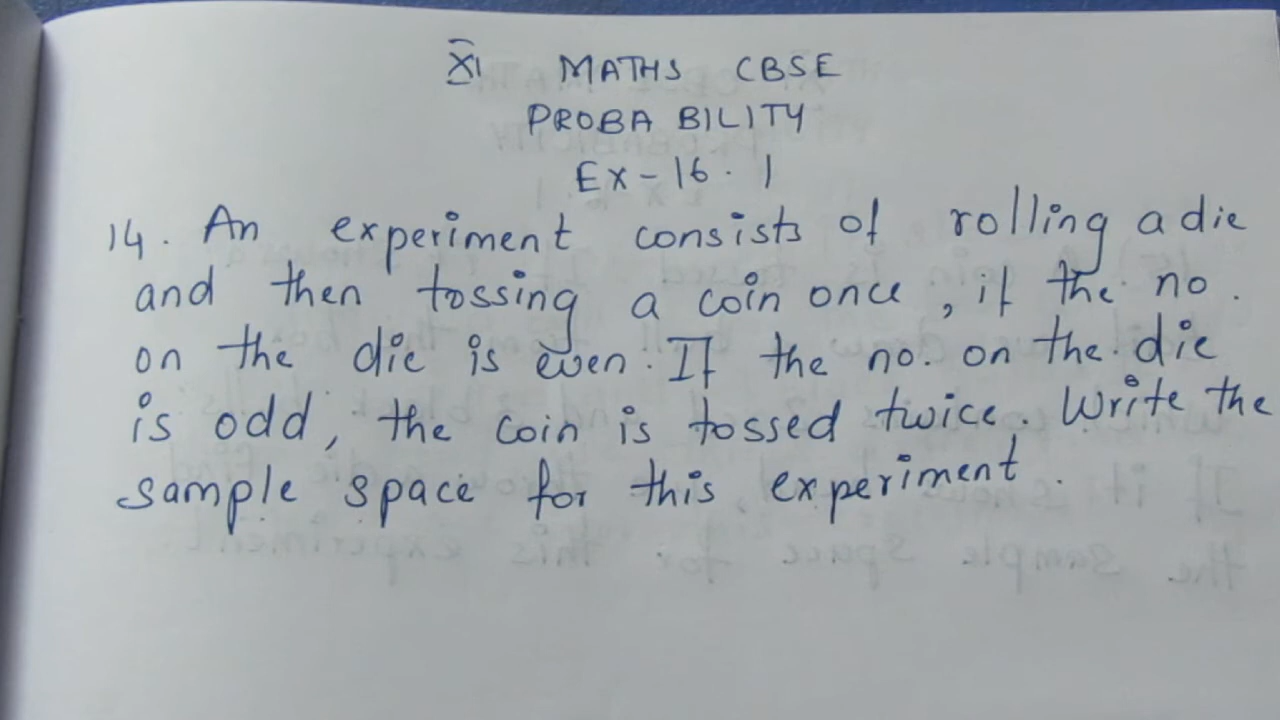 XI MATHS CBSE
PROBABILITY
EX-16.1
14. An experiment consists of rolling a die
and then tossing a coin once, if the no.
on the die is even. If the no. on the die
is odd, the coin is tossed twice. Write the
sample space for this experiment.